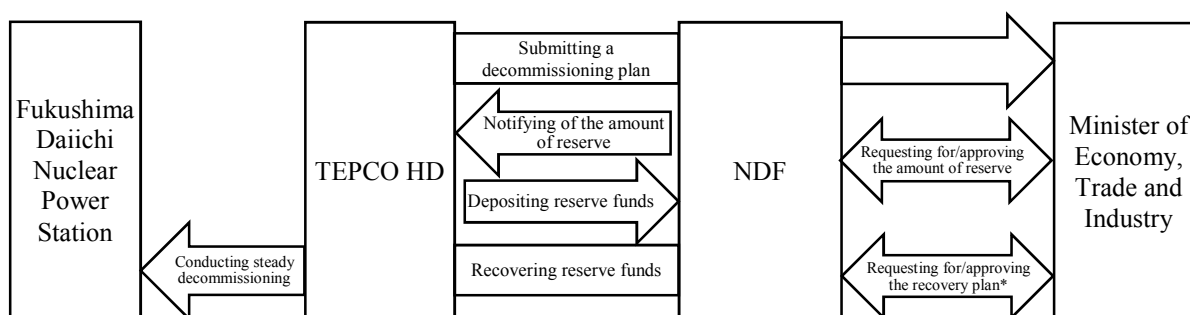 Fukushima
Daiichi
Nuclear
Power
Station
TEPCO HD
NDF
Minister of
Economy,
Trade and
Industry
Submitting a
decommissioning plan
Notifying of the amount
of reserve
Depositing reserve funds
Recovering reserve funds
Conducting steady
decommissioning
Requesting for/approving
the amount of reserve
Requesting for/approving
the recovery plan*